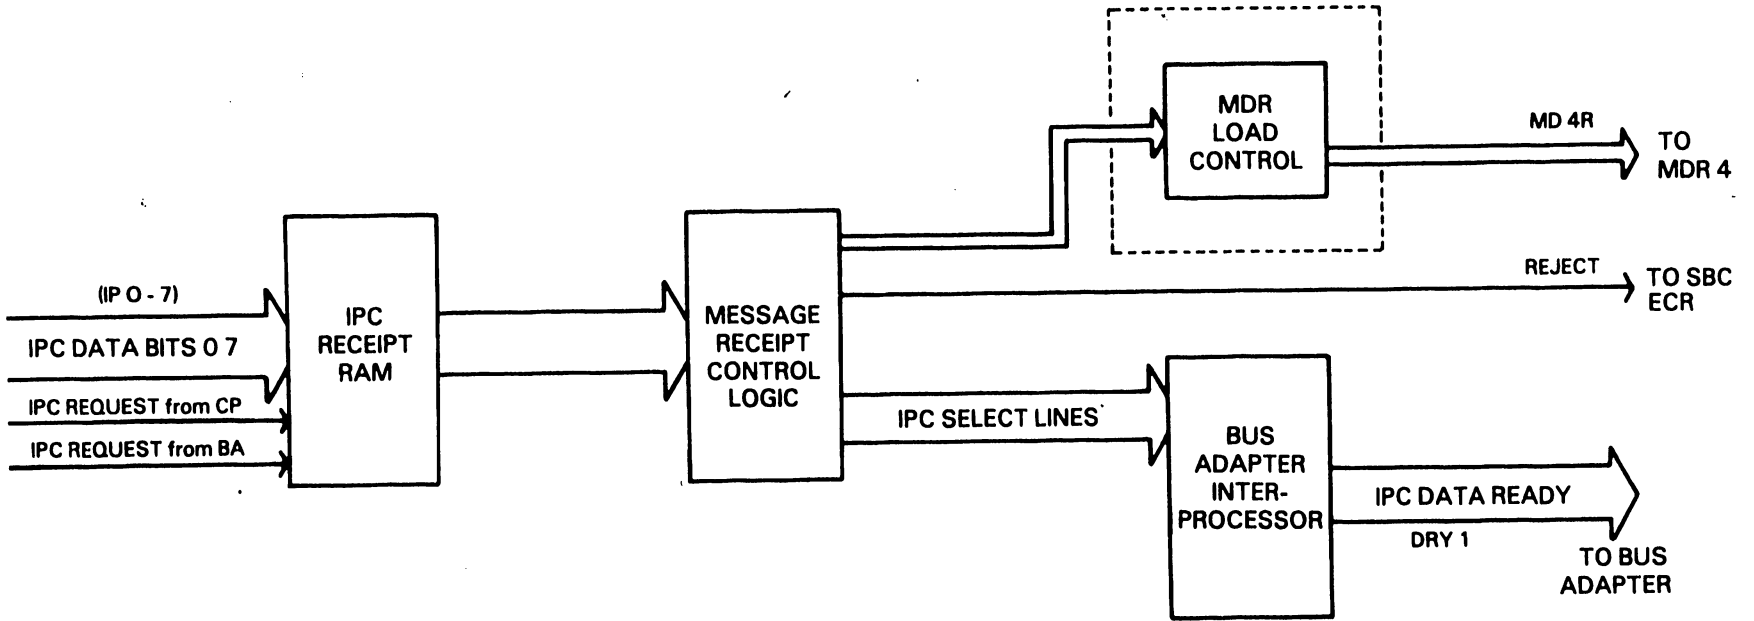 MDR
LOAD
CONTROL
MD 4R
TO
MDR 4
REJECT
TO SBC
ECR
(IP 0 - 7)
IPC DATA BITS 0 7
IPC REQUEST from CP
IPC REQUEST from BA
IPC
RECEIPT
RAM
MESSAGE
RECEIPT
CONTROL
LOGIC
IPC SELECT LINES
BUS
ADAPTER
INTER-
PROCESSOR
IPC DATA READY
DRY 1
TO BUS
ADAPTER